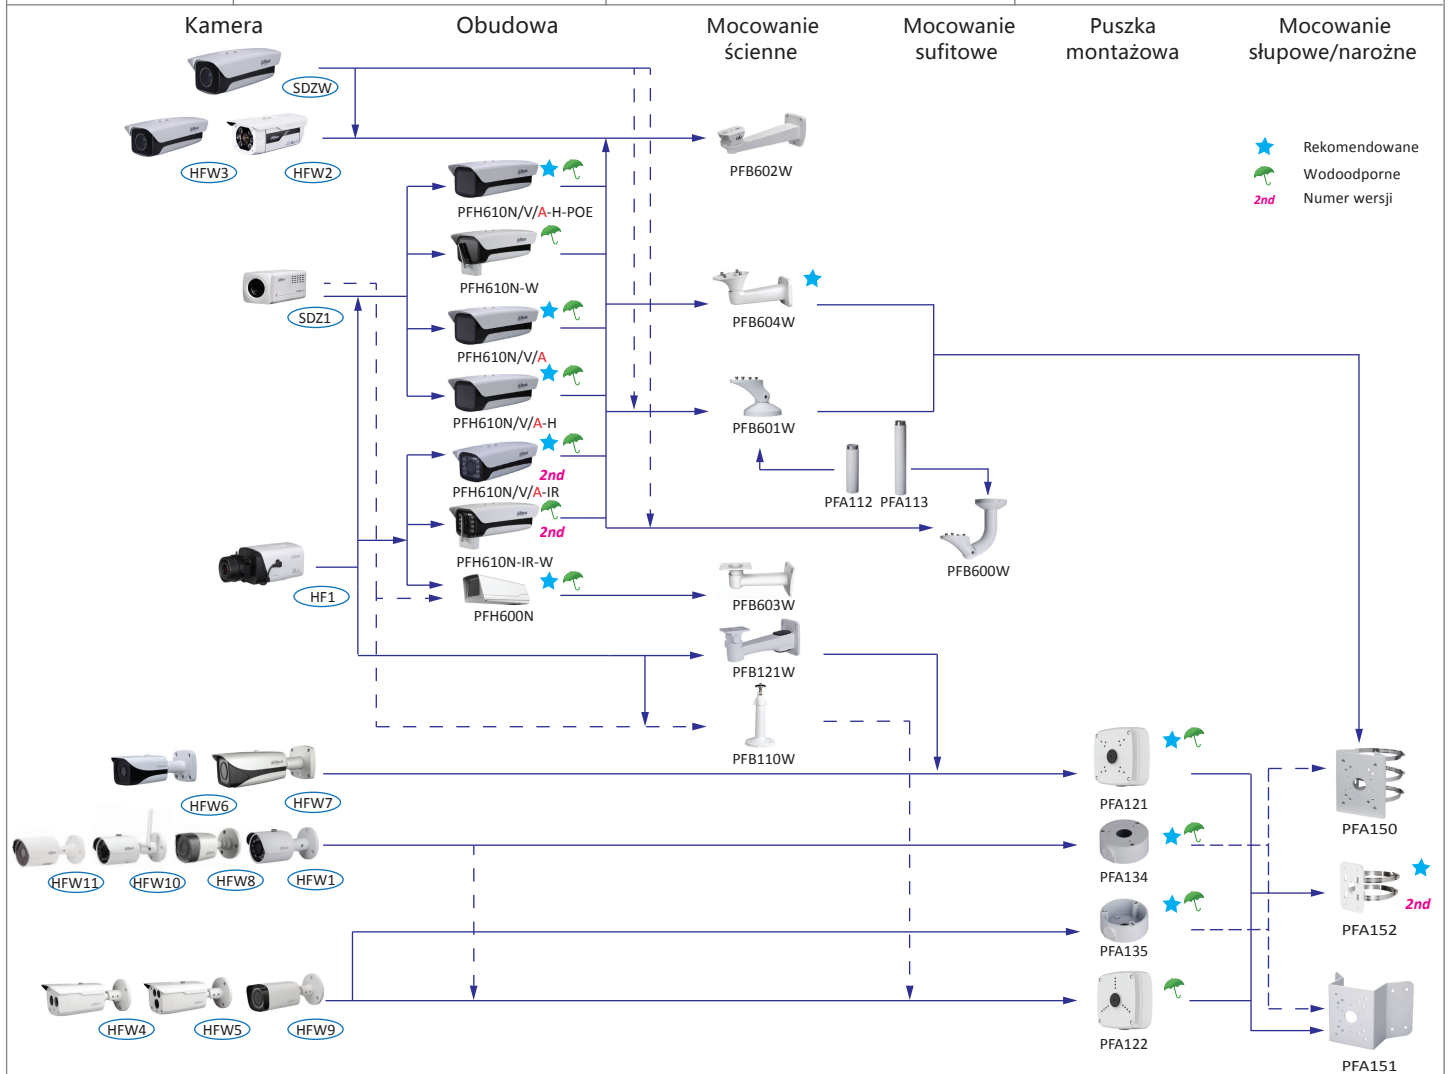 Kamera
Obudowa
Mocowanie
ścienne
Mocowanie
sufitowe
Puszka
montażowa
Mocowanie
słupowe/narożne
SDZW
HFW3
HFW2
PFB602W
Rekomendowane
Wodoodporne
2nd Numer wersji
PFH610N/V/A-H-POE
PFH610N-W
SDZ1
PFB604W
PFH610N/V/A
PFH610N/V/A-H
PFB601W
2nd
PFH610N/V/A-IR
PFA112
PFA113
2nd
PFH610N-IR-W
PFB600W
HF1
PFH600N
PFB603W
PFB121W
PFB110W
HFW6
HFW7
PFA121
PFA150
HFW11
HFW10
HFW8
HFW1
PFA134
2nd
PFA152
PFA135
HFW4
HFW5
HFW9
PFA122
PFA151